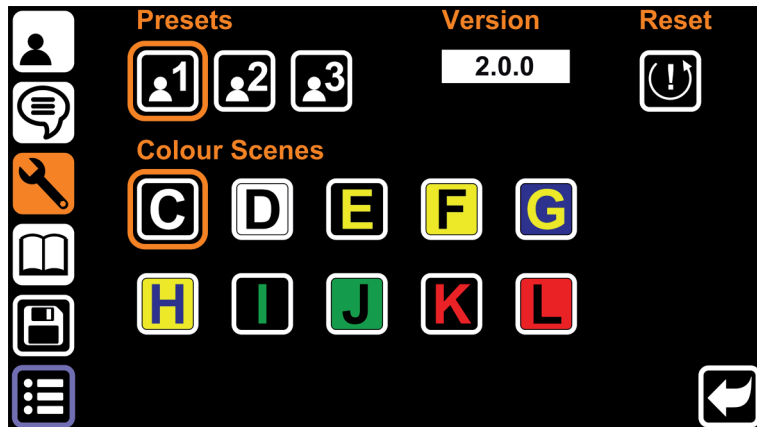 Presets Version Reset
1 2 3 2.0.0 !
Colour Scenes
C D E F G
H I J K L